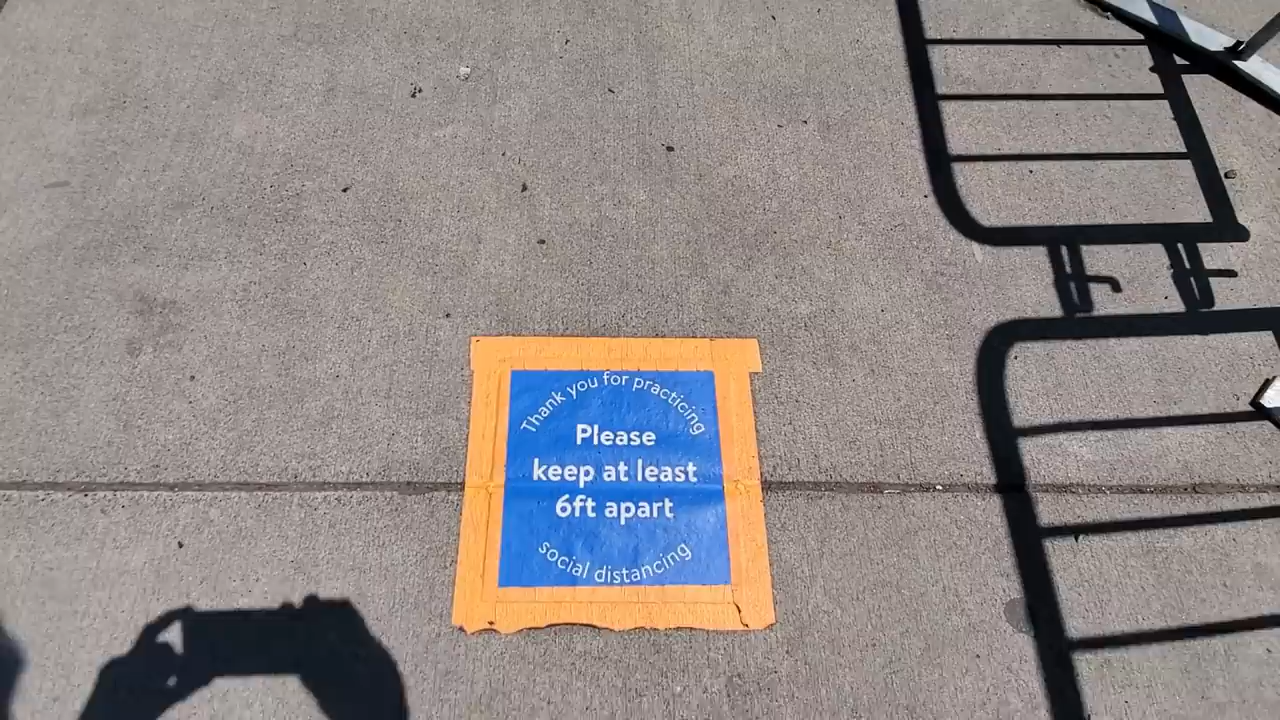 Thank you for practicing
Please
keep at least
6ft apart
social distancing